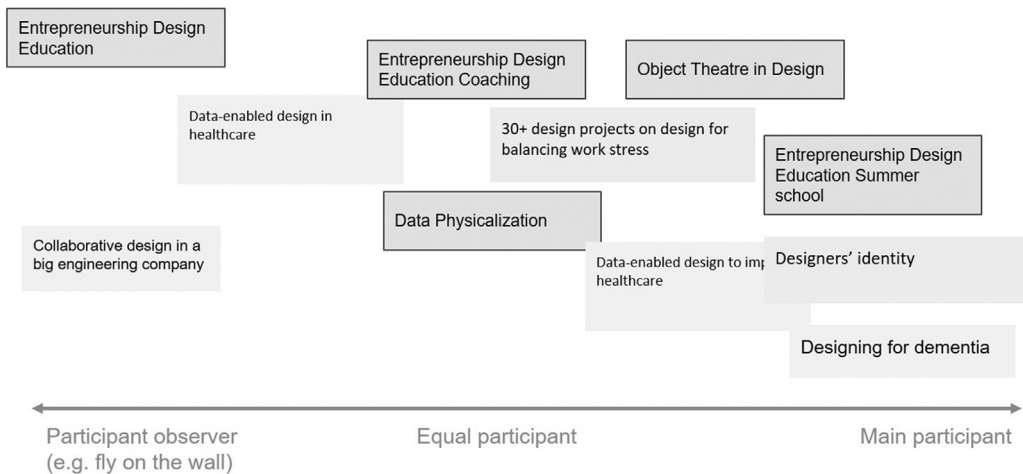 Entrepreneurship Design
Education
Entrepreneurship Design
Education Coaching
Object Theatre in Design
Data-enabled design in
healthcare
30+ design projects on design for
balancing work stress
Entrepreneurship Design
Education Summer
school
Data Physicalization
Collaborative design in a
big engineering company
Data-enabled design to imp
healthcare
Designers’ identity
Designing for dementia
Participant observer
(e.g. fly on the wall)
Equal participant
Main participant